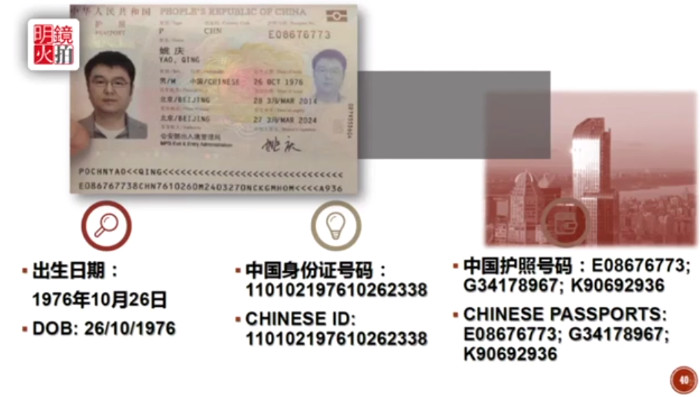 明鏡
火拍
中华人民共和国
PEOPLE'S REPUBLIC OF CHINA
护 照
PASSPORT
P
CHN
E08676773
姚庆
YAO, QING
男/M
中国/CHINESE
26 OCT 1976
北京/BEIJING
28 3月/MAR 2014
北京/BEIJING
27 3月/MAR 2024
公安部出入境管理局
MPS Exit & Entry Administration
POCHNYAO<<QING<<<<<<<<<<<<<<<<<<<<<<<<<<<<<<
E086767738CHN7610260M2403270NCKGMHOM<<<<A936
▪ 出生日期：
1976年10月26日
▪ DOB: 26/10/1976
▪ 中国身份证号码：
110102197610262338
▪ CHINESE ID:
110102197610262338
▪ 中国护照号码：E08676773;
G34178967; K90692936
▪ CHINESE PASSPORTS:
E08676773; G34178967;
K90692936
40